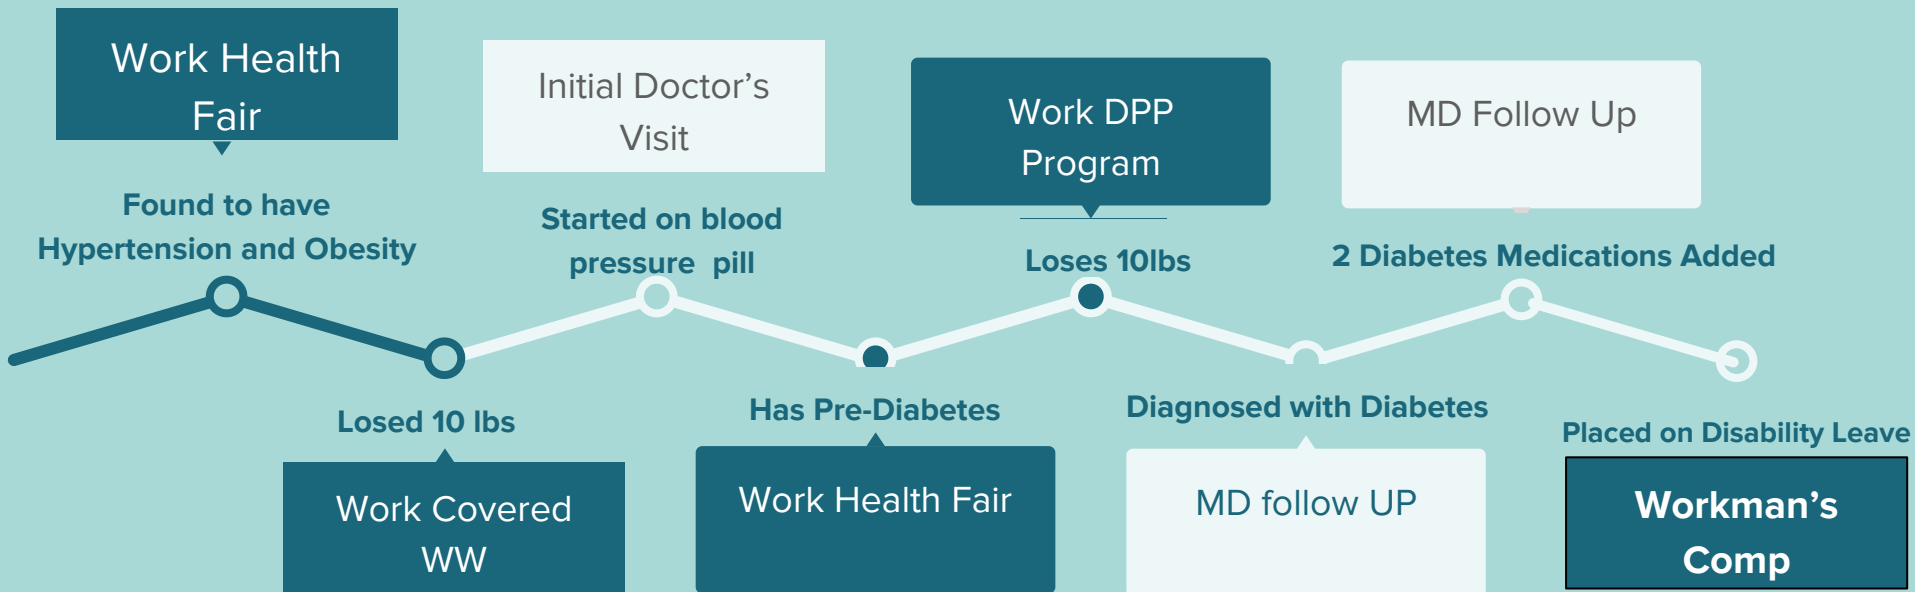 Work Health
Fair
Found to have
Hypertension and Obesity
Losed 10 lbs
Work Covered
WW
Initial Doctor’s
Visit
Started on blood
pressure pill
Has Pre-Diabetes
Work Health Fair
Work DPP
Program
Loses 10lbs
Diagnosed with Diabetes
MD follow UP
MD Follow Up
2 Diabetes Medications Added
Placed on Disability Leave
Workman’s
Comp